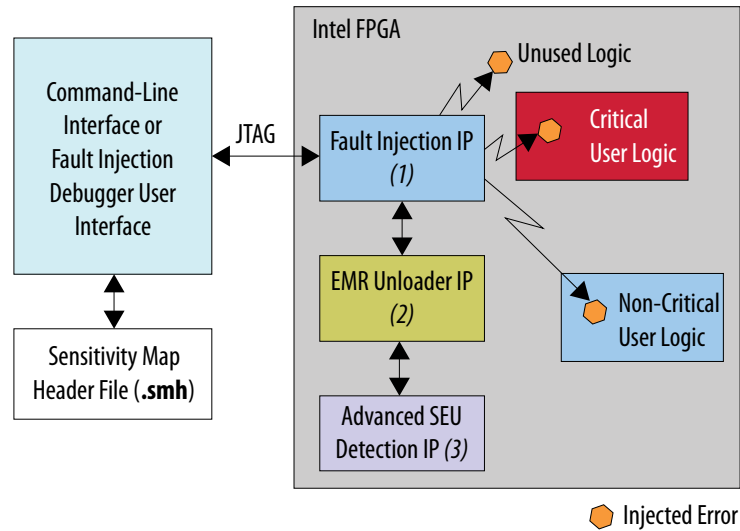 Intel FPGA
Unused Logic
Command-Line
Interface or
Fault Injection
Debugger User
Interface
JTAG
Fault Injection IP
(1)
Critical
User Logic
EMR Unloader IP
(2)
Non-Critical
User Logic
Sensitivity Map
Header File (.smh)
Advanced SEU
Detection IP (3)
Injected Error